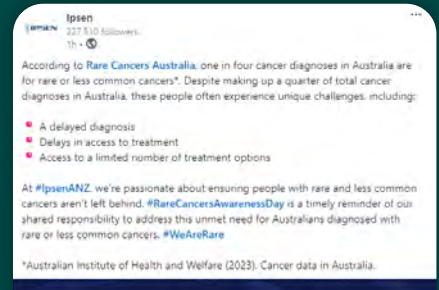 Ipsen
IPSEN
227,510 followers
1h •
According to Rare Cancers Australia, one in four cancer diagnoses in Australia are
for rare or less common cancers*. Despite making up a quarter of total cancer
diagnoses in Australia, these people often experience unique challenges, including:
A delayed diagnosis
Delays in access to treatment
Access to a limited number of treatment options
At #IpsenANZ, we're passionate about ensuring people with rare and less common
cancers aren't left behind. #RareCancersAwarenessDay is a timely reminder of our
shared responsibility to address this unmet need for Australians diagnosed with
rare or less common cancers. #WeAreRare
*Australian Institute of Health and Welfare (2023). Cancer data in Australia.